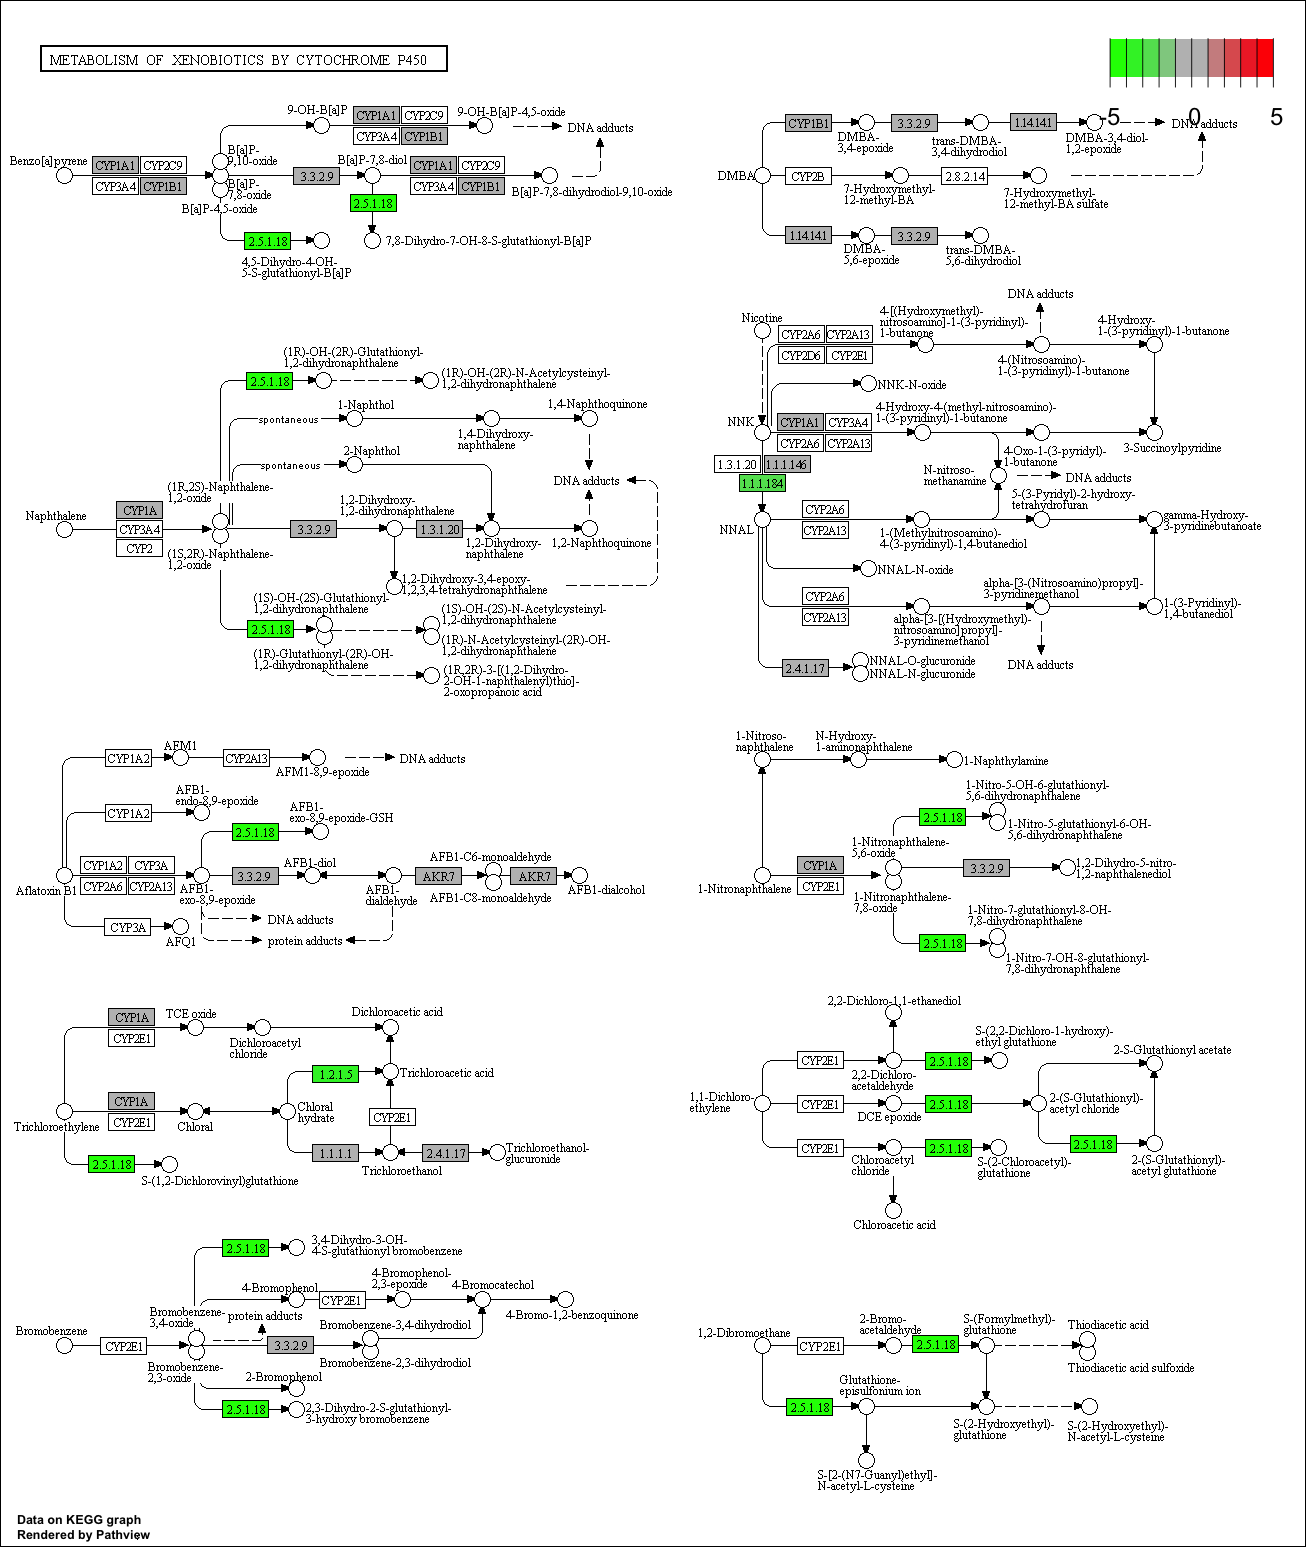 METABOLISM OF XENOBIOTICS BY CYTOCHROME P450
-5 0 5
9-OH-B[a]P
CYP1A1 CYP2C9
CYP3A4 CYP1B1
9-OH-B[a]P-4,5-oxide
DNA adducts
Benzo[a]pyrene
CYP1A1 CYP2C9
CYP3A4 CYP1B1
B[a]P-
9,10-oxide
B[a]P-
7,8-oxide
B[a]P-4,5-oxide
3.3.2.9
B[a]P-7,8-diol
CYP1A1 CYP2C9
CYP3A4 CYP1B1
B[a]P-7,8-dihydrodiol-9,10-oxide
2.5.1.18
7,8-Dihydro-7-OH-8-S-glutathionyl-B[a]P
2.5.1.18
4,5-Dihydro-4-OH-
5-S-glutathionyl-B[a]P
DMBA
CYP1B1
DMBA-
3,4-epoxide
3.3.2.9
trans-DMBA-
3,4-dihydrodiol
1.14.14.1
DMBA-3,4-diol-
1,2-epoxide
DNA adducts
CYP2B
7-Hydroxymethyl-
12-methyl-BA
2.8.2.14
7-Hydroxymethyl-
12-methyl-BA sulfate
1.14.14.1
DMBA-
5,6-epoxide
3.3.2.9
trans-DMBA-
5,6-dihydrodiol
(1R)-OH-(2R)-Glutathionyl-
1,2-dihydronaphthalene
2.5.1.18
(1R)-OH-(2R)-N-Acetylcysteinyl-
1,2-dihydronaphthalene
spontaneous
1-Naphthol
1,4-Dihydroxy-
naphthalene
1,4-Naphthoquinone
spontaneous
2-Naphthol
DNA adducts
Naphthalene
CYP1A
CYP3A4
CYP2
(1R,2S)-Naphthalene-
1,2-oxide
(1S,2R)-Naphthalene-
1,2-oxide
3.3.2.9
1,2-Dihydroxy-
1,2-dihydronaphthalene
1.3.1.20
1,2-Dihydroxy-
naphthalene
1,2-Naphthoquinone
1,2-Dihydroxy-3,4-epoxy-
1,2,3,4-tetrahydronaphthalene
(1S)-OH-(2S)-Glutathionyl-
1,2-dihydronaphthalene
2.5.1.18
(1R)-Glutathionyl-(2R)-OH-
1,2-dihydronaphthalene
(1S)-OH-(2S)-N-Acetylcysteinyl-
1,2-dihydronaphthalene
(1R)-N-Acetylcysteinyl-(2R)-OH-
1,2-dihydronaphthalene
(1R,2R)-3-[(1,2-Dihydro-
2-OH-1-naphthalenyl)thio]-
2-oxopropanoic acid
Nicotine
CYP2A6 CYP2A13
CYP2D6 CYP2E1
4-[(Hydroxymethyl)-
nitrosoamino]-1-(3-pyridinyl)-
1-butanone
DNA adducts
4-(Nitrosoamino)-
1-(3-pyridinyl)-1-butanone
4-Hydroxy-
1-(3-pyridinyl)-1-butanone
NNK-N-oxide
NNK
CYP1A1 CYP3A4
CYP2A6 CYP2A13
4-Hydroxy-4-(methyl-nitrosoamino)-
1-(3-pyridinyl)-1-butanone
4-Oxo-1-(3-pyridyl)-
1-butanone
3-Succinoylpyridine
1.3.1.20 1.1.1.146
1.1.1.184
N-nitroso-
methanamine
DNA adducts
NNAL
CYP2A6
CYP2A13
1-(Methylnitrosoamino)-
4-(3-pyridinyl)-1,4-butanediol
5-(3-Pyridyl)-2-hydroxy-
tetrahydrofuran
gamma-Hydroxy-
3-pyridinebutanoate
NNAL-N-oxide
CYP2A6
CYP2A13
alpha-[3-[(Hydroxymethyl)-
nitrosoamino]propyl]-
3-pyridinemethanol
alpha-[3-(Nitrosoamino)propyl]-
3-pyridinemethanol
1-(3-Pyridinyl)-
1,4-butanediol
DNA adducts
2.4.1.17
NNAL-O-glucuronide
NNAL-N-glucuronide
CYP1A2
AFM1
CYP2A13
AFM1-8,9-epoxide
DNA adducts
CYP1A2
AFB1-
endo-8,9-epoxide
2.5.1.18
AFB1-
exo-8,9-epoxide-GSH
Aflatoxin B1
CYP1A2 CYP3A
CYP2A6 CYP2A13
AFB1-
exo-8,9-epoxide
3.3.2.9
AFB1-diol
AFB1-
dialdehyde
AKR7
AFB1-C6-monoaldehyde
AFB1-C8-monoaldehyde
AKR7
AFB1-dialcohol
CYP3A
AFQ1
DNA adducts
protein adducts
1-Nitroso-
naphthalene
N-Hydroxy-
1-aminonaphthalene
1-Naphthylamine
1-Nitronaphthalene
CYP1A
CYP2E1
1-Nitronaphthalene-
5,6-oxide
1-Nitronaphthalene-
7,8-oxide
2.5.1.18
1-Nitro-5-OH-6-glutathionyl-
5,6-dihydronaphthalene
1-Nitro-5-glutathionyl-6-OH-
5,6-dihydronaphthalene
3.3.2.9
1,2-Dihydro-5-nitro-
1,2-naphthalenediol
2.5.1.18
1-Nitro-7-glutathionyl-8-OH-
7,8-dihydronaphthalene
1-Nitro-7-OH-8-glutathionyl-
7,8-dihydronaphthalene
CYP1A
CYP2E1
TCE oxide
Dichloroacetyl
chloride
Dichloroacetic acid
Trichloroethylene
CYP1A
CYP2E1
Chloral
Chloral
hydrate
1.2.1.5
Trichloroacetic acid
CYP2E1
1.1.1.1
Trichloroethanol
2.4.1.17
Trichloroethanol-
glucuronide
2.5.1.18
S-(1,2-Dichlorovinyl)glutathione
2,2-Dichloro-1,1-ethanediol
1,1-Dichloro-
ethylene
CYP2E1
2,2-Dichloro-
acetaldehyde
2.5.1.18
S-(2,2-Dichloro-1-hydroxy)-
ethyl glutathione
CYP2E1
DCE epoxide
2.5.1.18
2-(S-Glutathionyl)-
acetyl chloride
2-S-Glutathionyl acetate
2.5.1.18
2-(S-Glutathionyl)-
acetyl glutathione
CYP2E1
Chloroacetyl
chloride
2.5.1.18
S-(2-Chloroacetyl)-
glutathione
Chloroacetic acid
2.5.1.18
3,4-Dihydro-3-OH-
4-S-glutathionyl bromobenzene
4-Bromophenol
CYP2E1
4-Bromophenol-
2,3-epoxide
4-Bromocatechol
4-Bromo-1,2-benzoquinone
Bromobenzene
CYP2E1
Bromobenzene-
3,4-oxide
Bromobenzene-
2,3-oxide
protein adducts
3.3.2.9
Bromobenzene-3,4-dihydrodiol
Bromobenzene-2,3-dihydrodiol
2-Bromophenol
2.5.1.18
2,3-Dihydro-2-S-glutathionyl-
3-hydroxy bromobenzene
1,2-Dibromoethane
CYP2E1
2-Bromo-
acetaldehyde
2.5.1.18
S-(Formylmethyl)-
glutathione
Thiodiacetic acid
Thiodiacetic acid sulfoxide
2.5.1.18
Glutathione-
episulfonium ion
S-(2-Hydroxyethyl)-
glutathione
S-(2-Hydroxyethyl)-
N-acetyl-L-cysteine
S-[2-(N7-Guanyl)ethyl]-
N-acetyl-L-cysteine
Data on KEGG graph
Rendered by Pathview